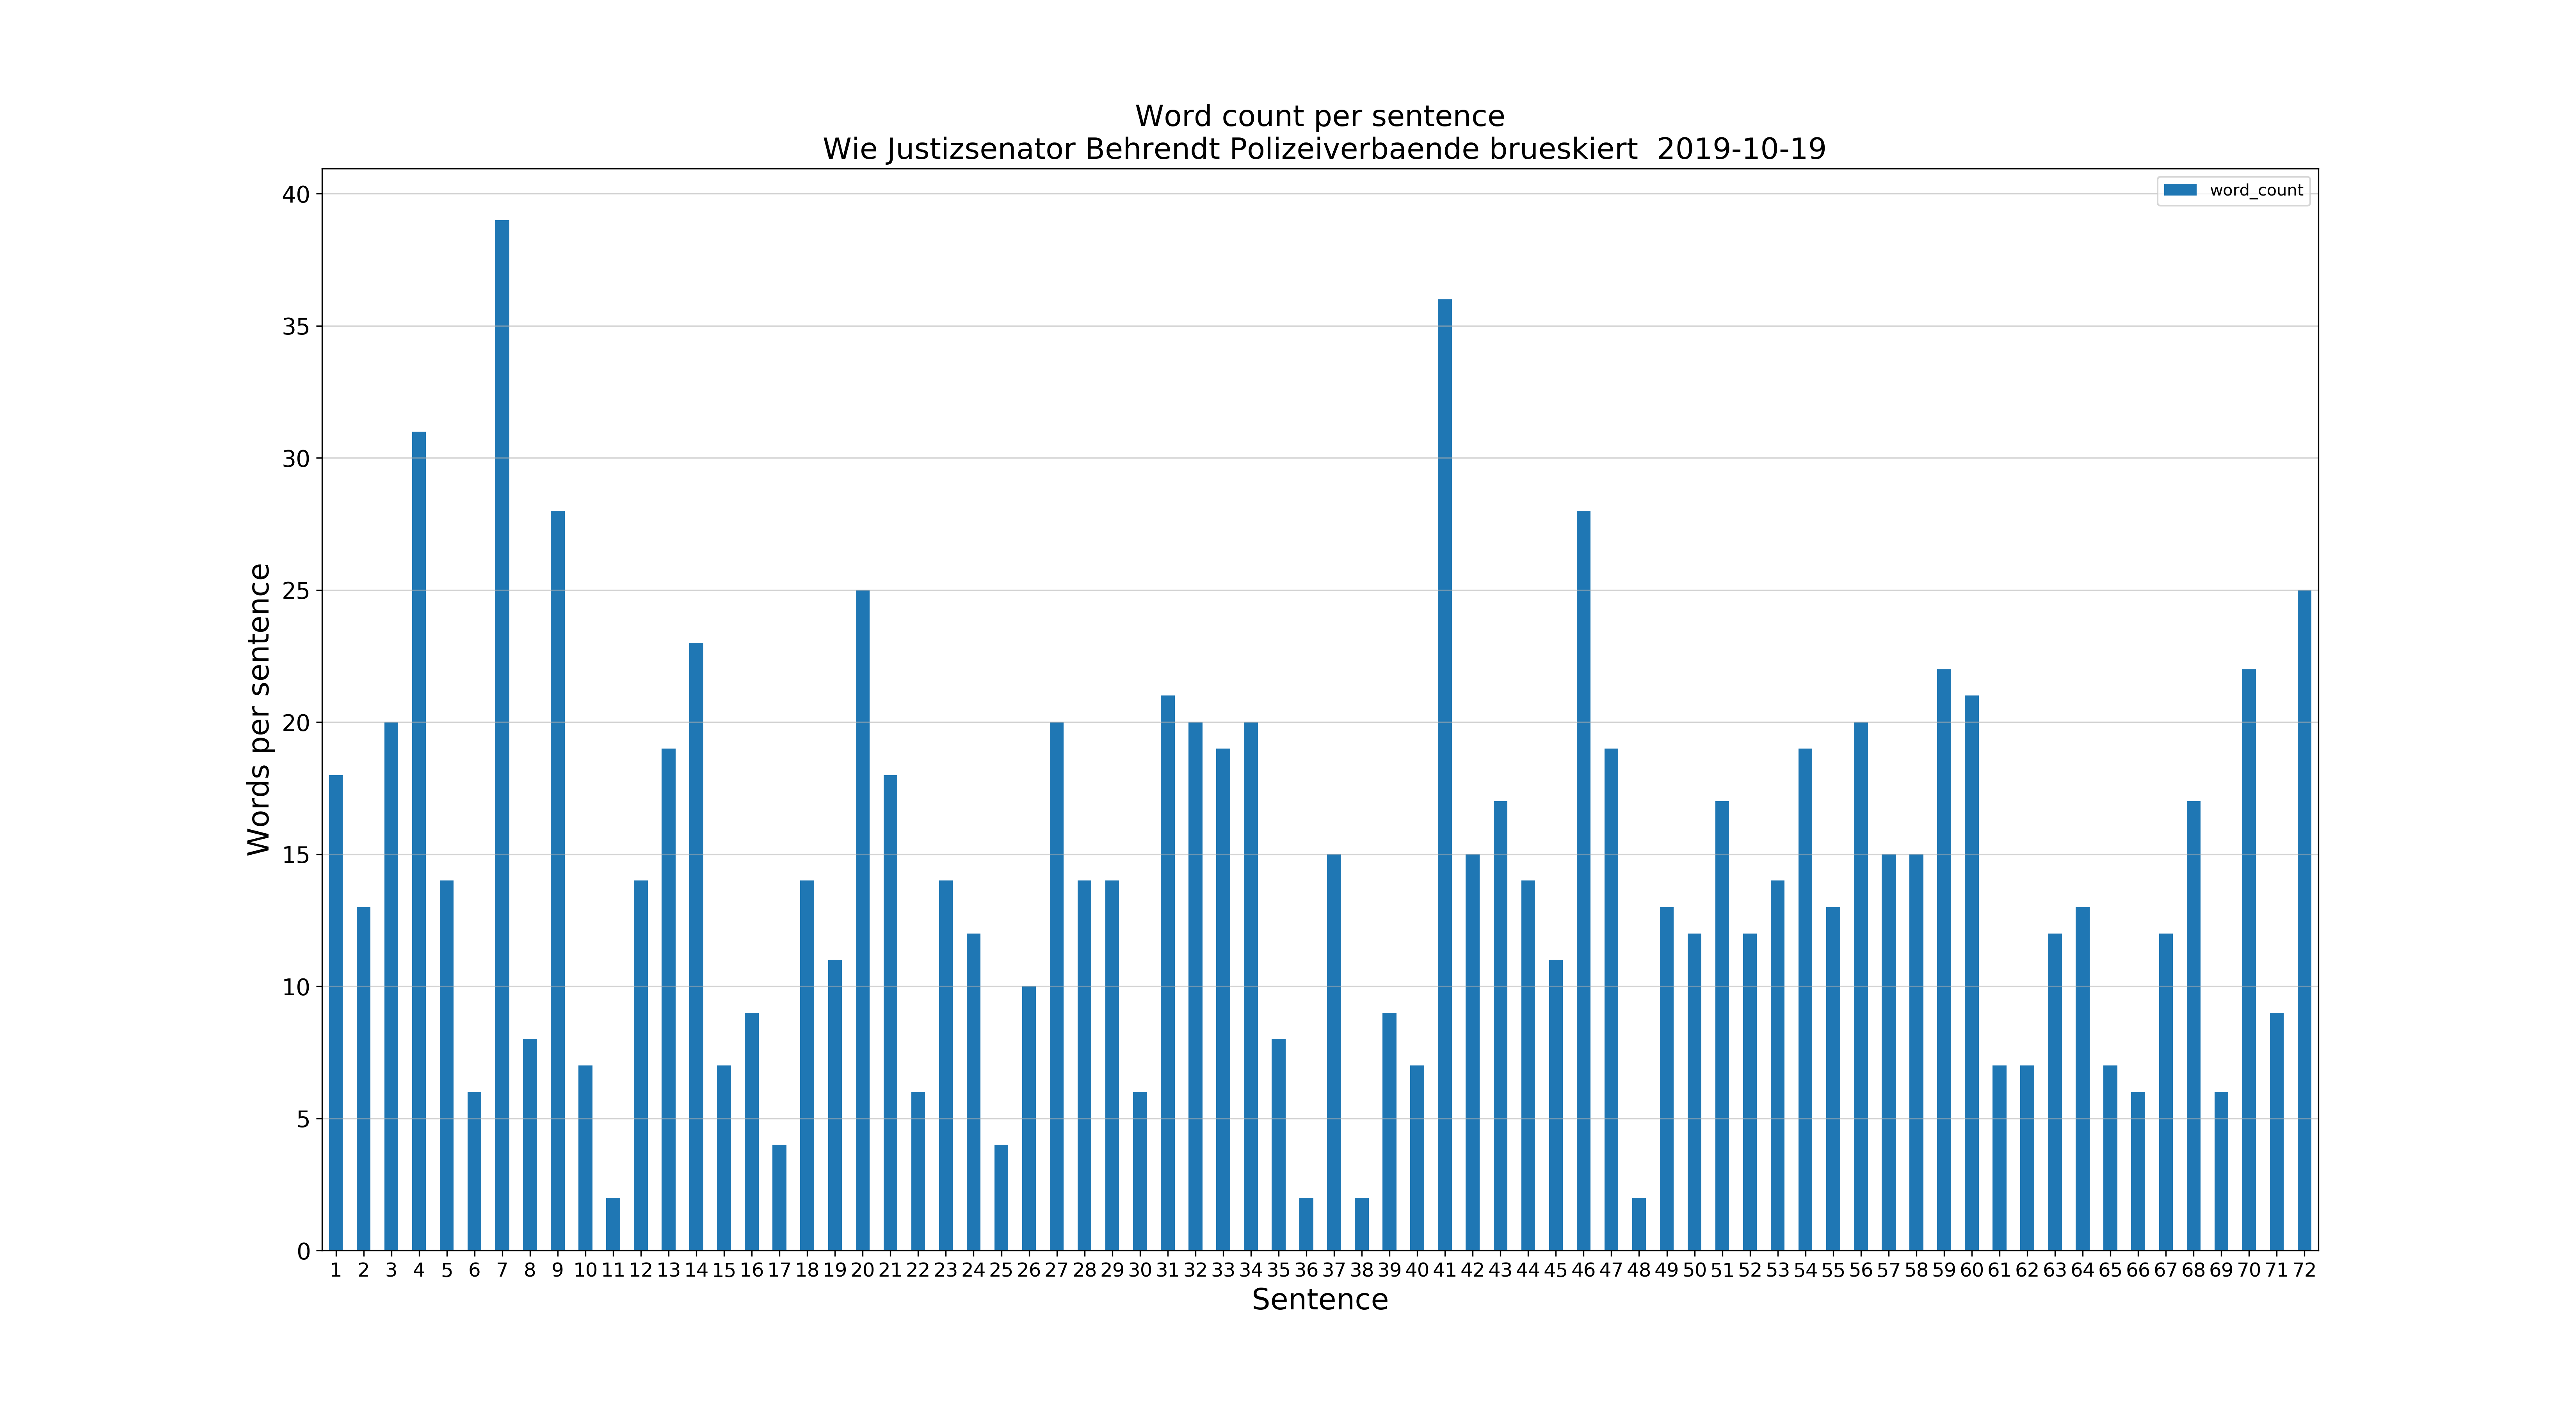 Word count per sentence
Wie Justizsenator Behrendt Polizeiverbaende brueskiert  2019-10-19
word_count
40
35
30
25
20
15
10
5
0
Words per sentence
1 2 3 4 5 6 7 8 9 10 11 12 13 14 15 16 17 18 19 20 21 22 23 24 25 26 27 28 29 30 31 32 33 34 35 36 37 38 39 40 41 42 43 44 45 46 47 48 49 50 51 52 53 54 55 56 57 58 59 60 61 62 63 64 65 66 67 68 69 70 71 72
Sentence